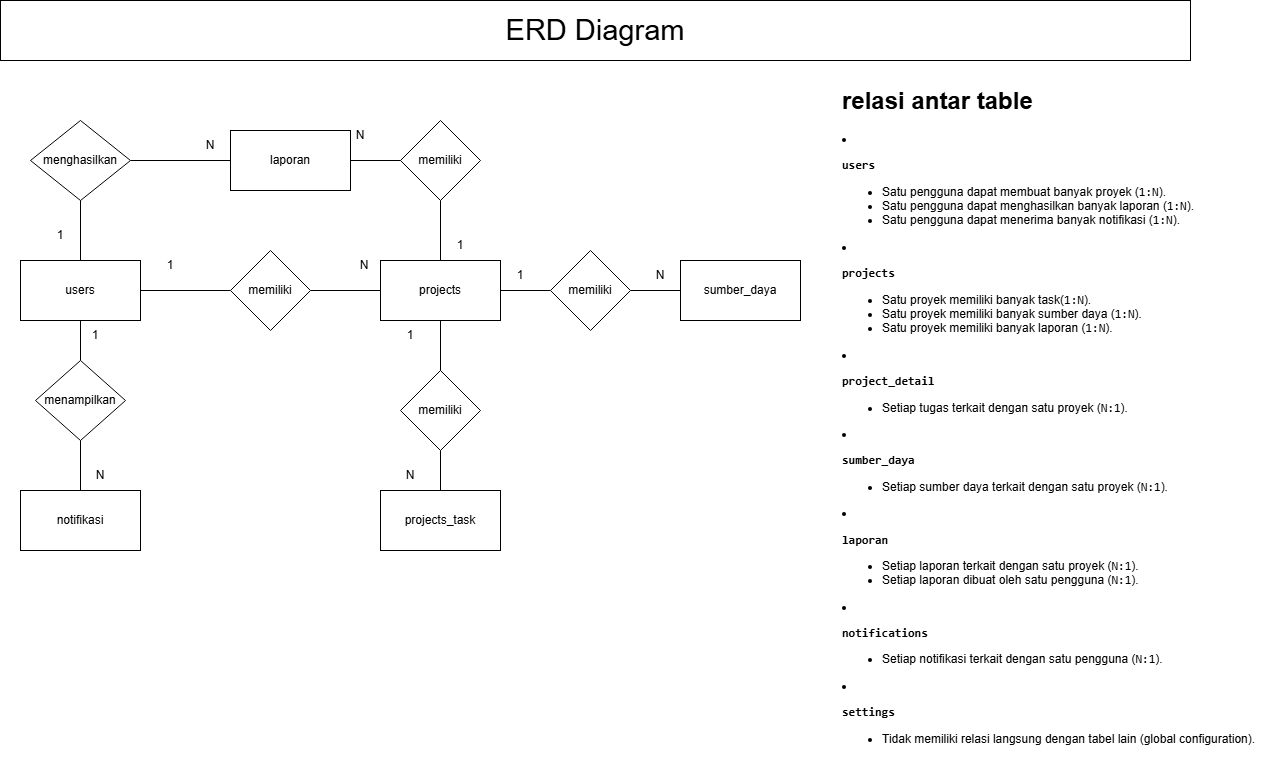 ERD Diagram
menghasilkan
N
laporan
N
memiliki
1
1
users
1
memiliki
N
projects
1
memiliki
N
sumber_daya
1
menampilkan
N
notifikasi
1
memiliki
N
projects_task
relasi antar table
users
Satu pengguna dapat membuat banyak proyek (1:N).
Satu pengguna dapat menghasilkan banyak laporan (1:N).
Satu pengguna dapat menerima banyak notifikasi (1:N).
projects
Satu proyek memiliki banyak task(1:N).
Satu proyek memiliki banyak sumber daya (1:N).
Satu proyek memiliki banyak laporan (1:N).
project_detail
Setiap tugas terkait dengan satu proyek (N:1).
sumber_daya
Setiap sumber daya terkait dengan satu proyek (N:1).
laporan
Setiap laporan terkait dengan satu proyek (N:1).
Setiap laporan dibuat oleh satu pengguna (N:1).
notifications
Setiap notifikasi terkait dengan satu pengguna (N:1).
settings
Tidak memiliki relasi langsung dengan tabel lain (global configuration).